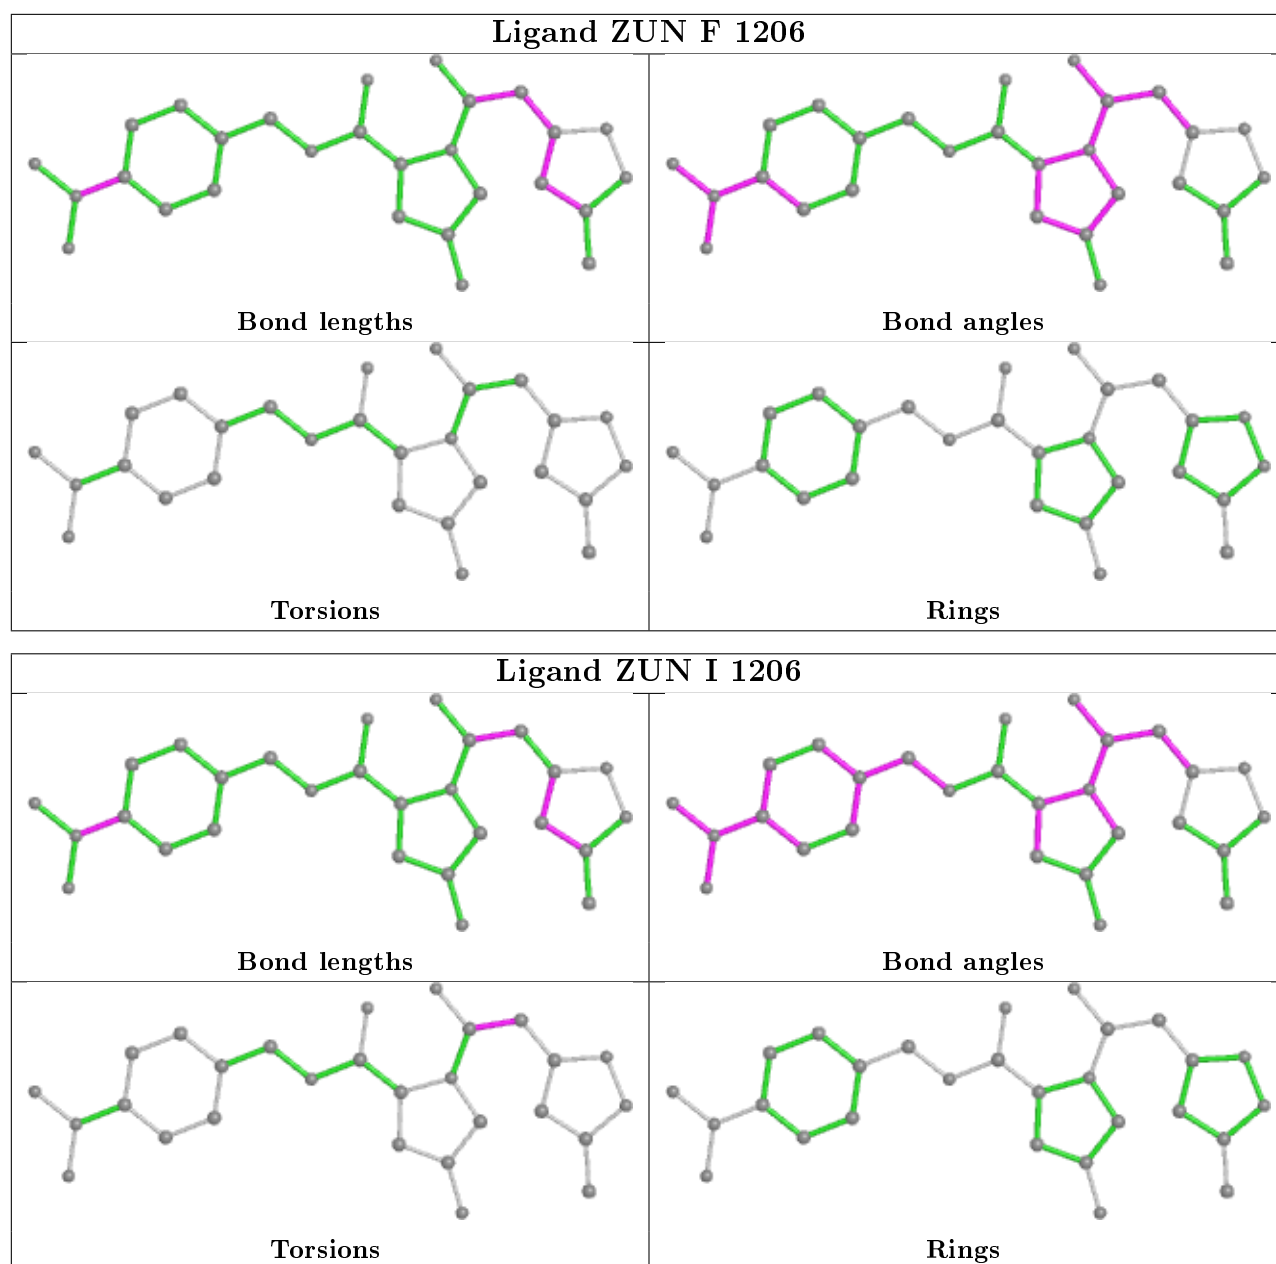 Ligand ZUN F 1206
Bond lengths
Bond angles
Torsions
Rings
Ligand ZUN I 1206
Bond lengths
Bond angles
Torsions
Rings